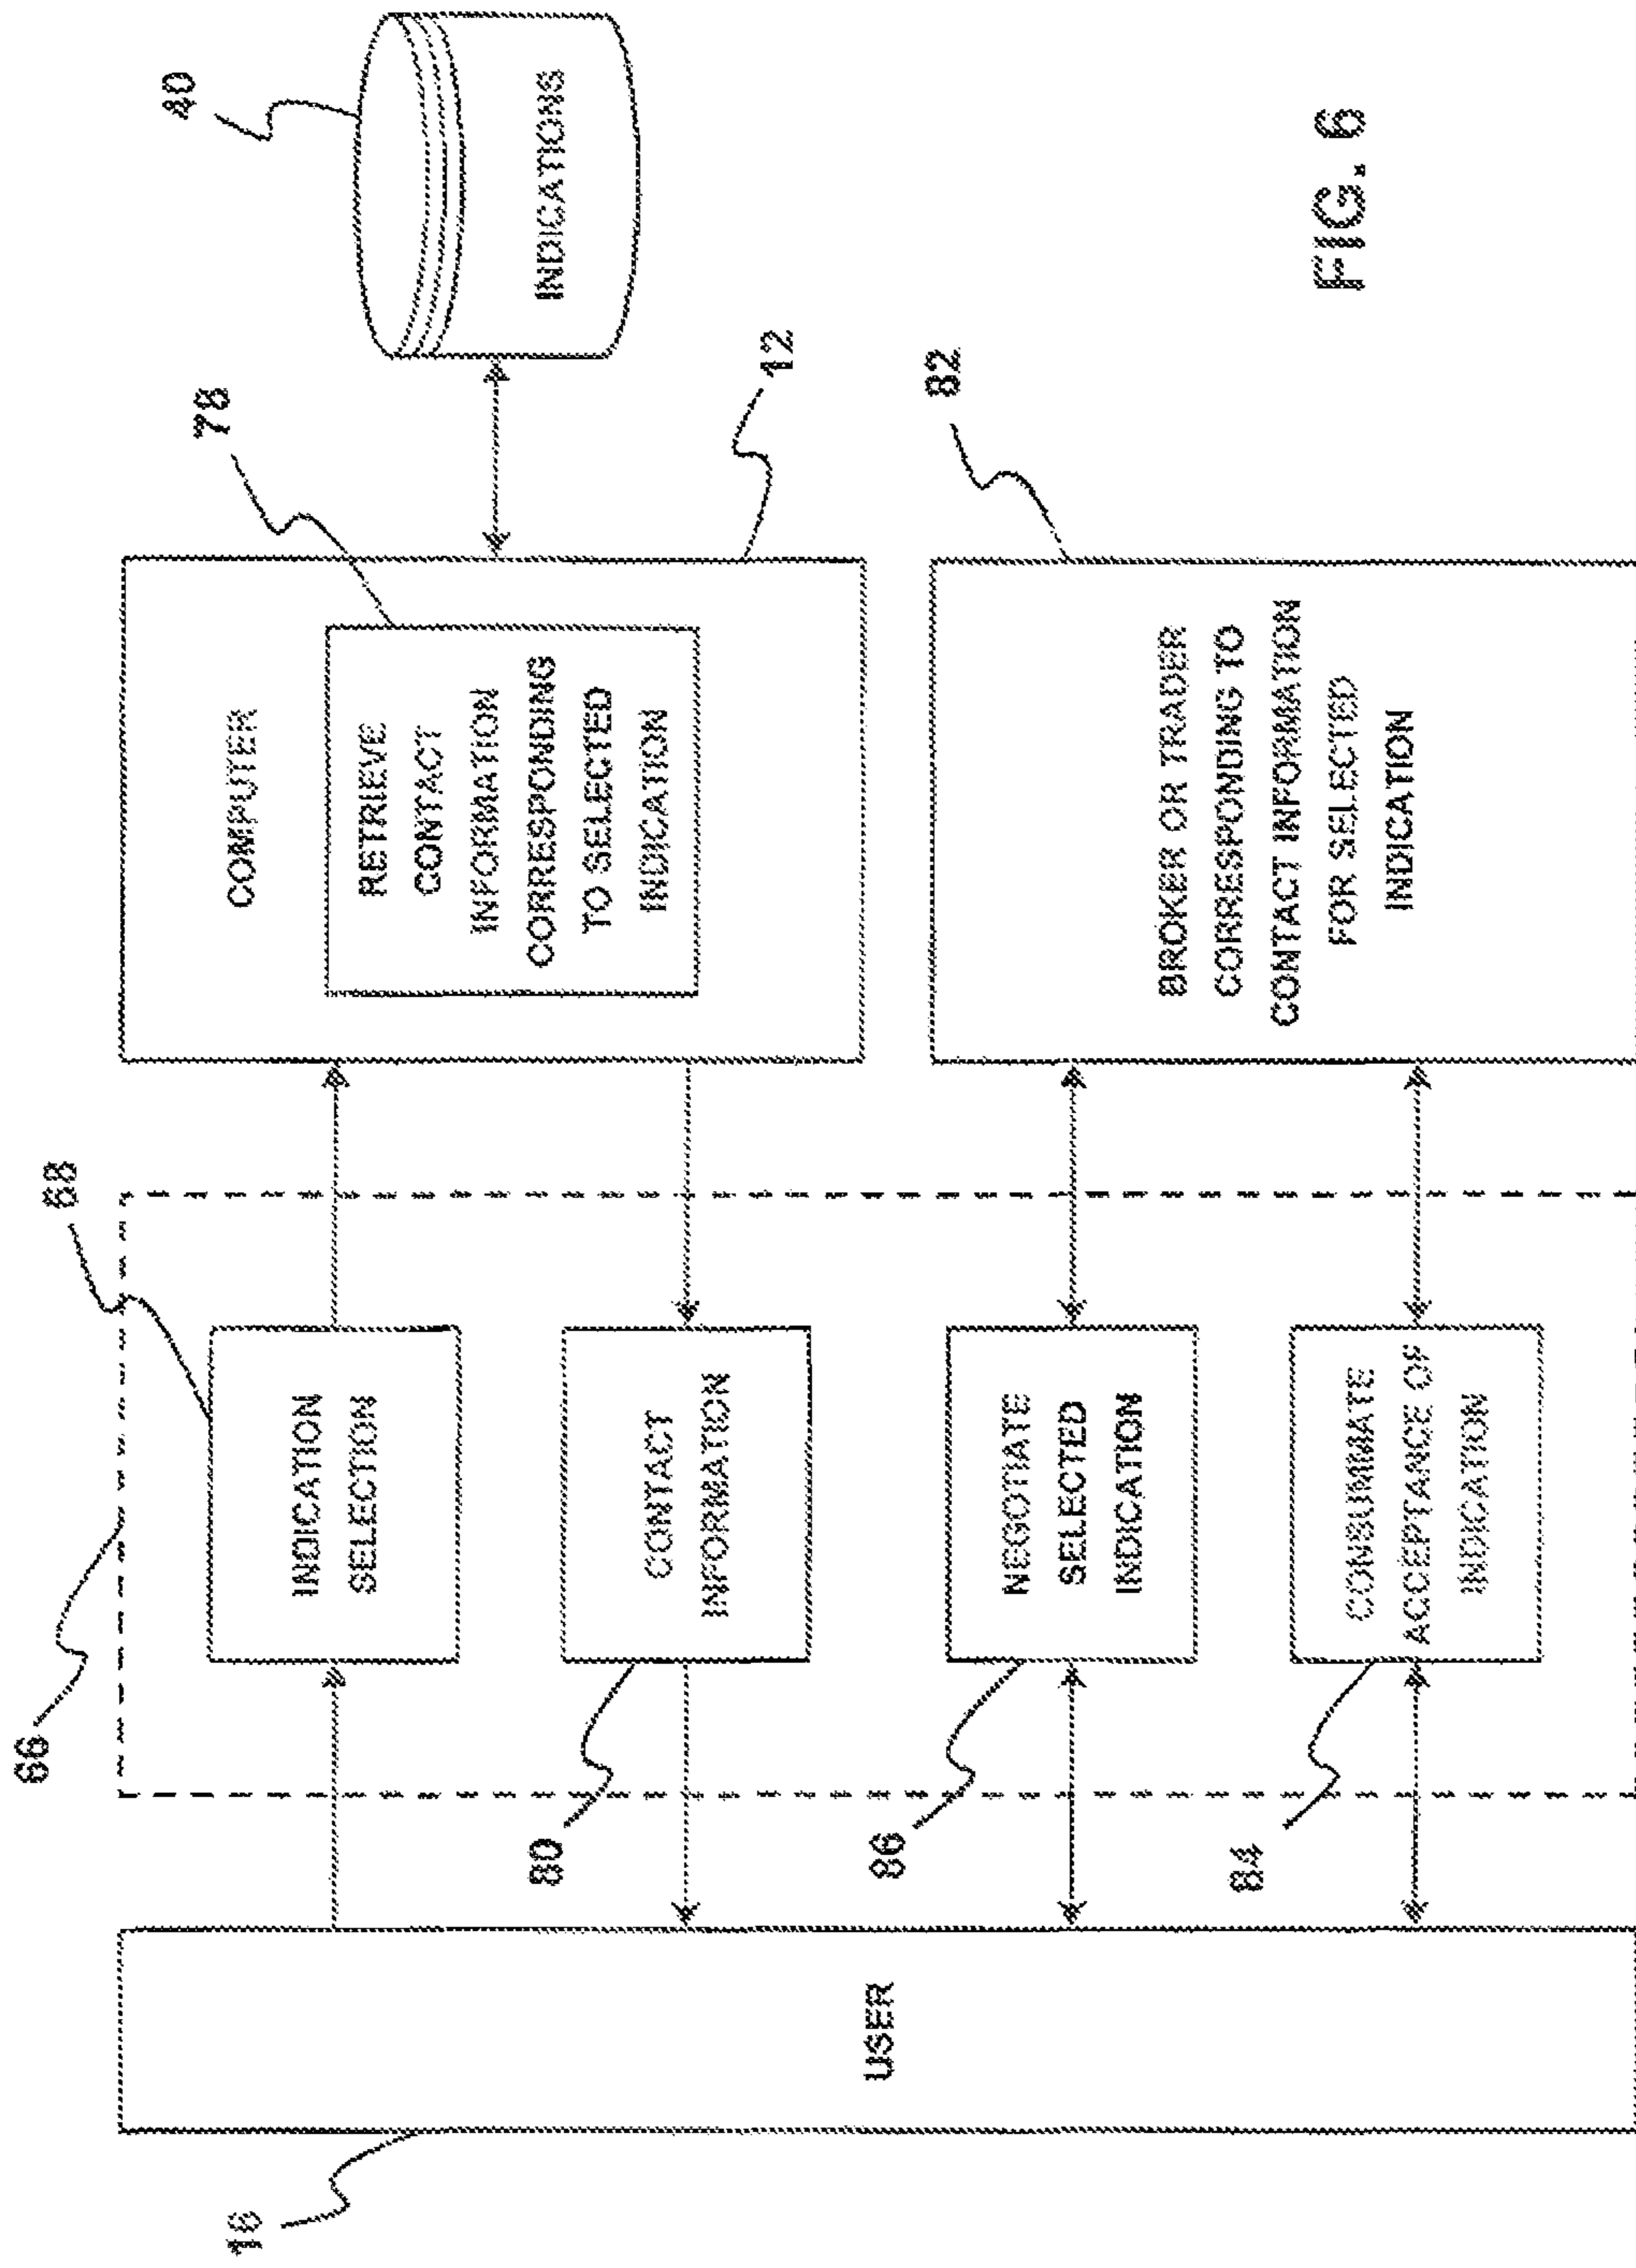 16
USER
66
68
INDICATION
SELECTION
80
CONTACT
INFORMATION
86
NEGOTIATE
SELECTED
INDICATION
84
CONSUMMATE
ACCEPTANCE OF
INDICATION
COMPUTER
78
RETRIEVE
CONTACT
INFORMATION
CORRESPONDING
TO SELECTED
INDICATION
12
40
INDICATIONS
82
BROKER OR TRADER
CORRESPONDING TO
CONTACT INFORMATION
FOR SELECTED
INDICATION
FIG. 6